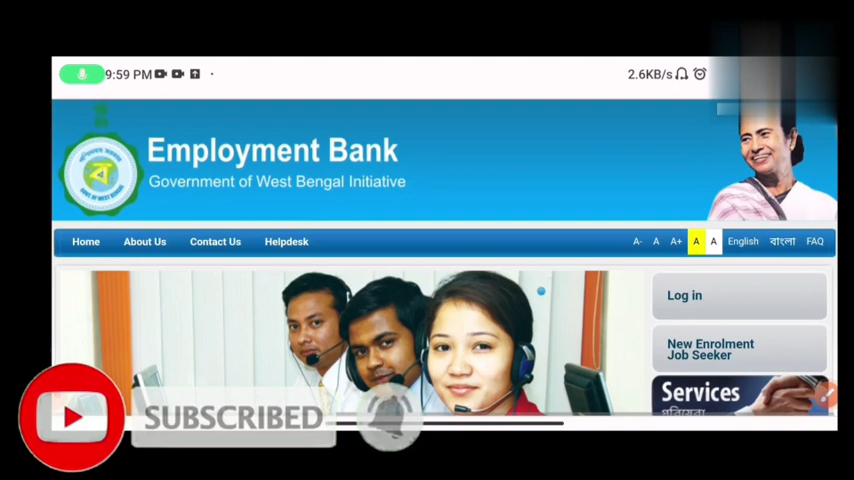 9:59 PM
2.6KB/s
Employment Bank
Government of West Bengal Initiative
Home About Us Contact Us Helpdesk A- A A+ A A English বাংলা FAQ
Log in
New Enrolment
Job Seeker
Services
পরিষেবা
SUBSCRIBED